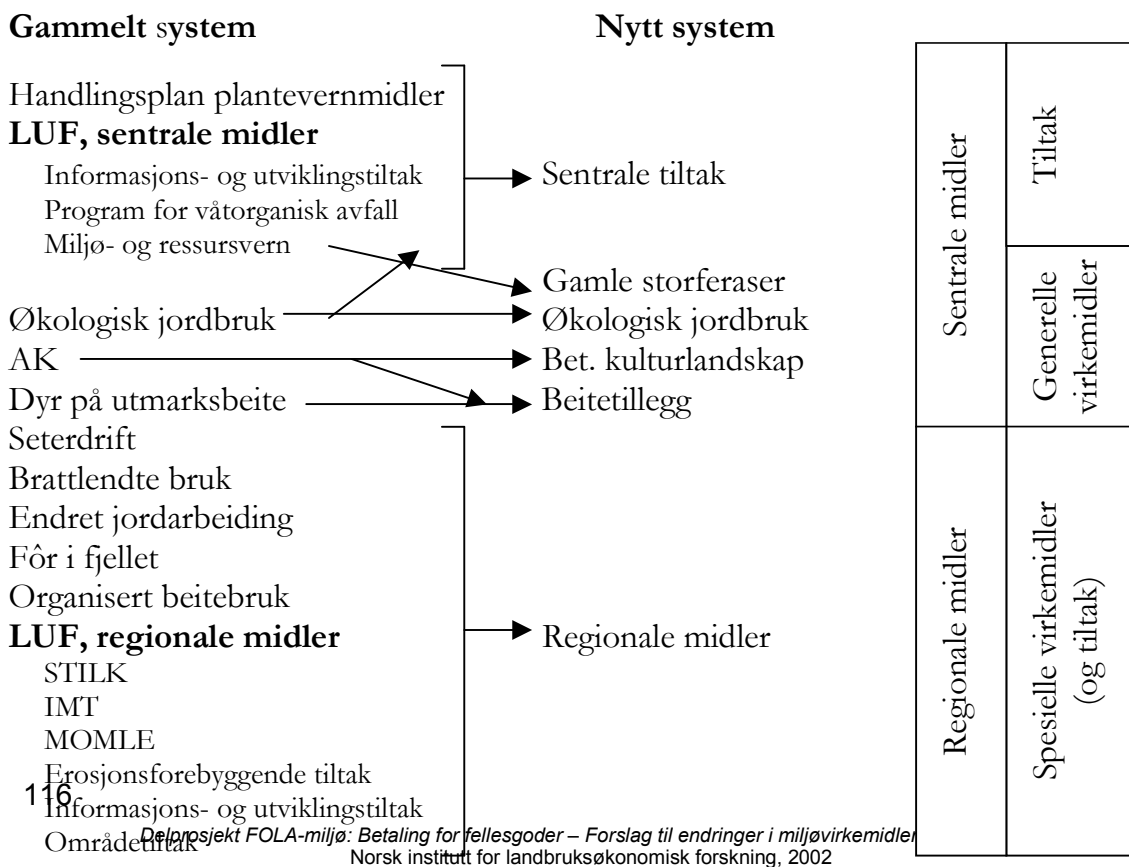 Gammelt system
Nytt system
Handlingsplan plantevernmidler
LUF, sentrale midler
Informasjons- og utviklingstiltak
Program for våtorganisk avfall
Miljø- og ressursvern
Økologisk jordbruk
AK
Dyr på utmarksbeite
Seterdrift
Brattlendte bruk
Endret jordarbeiding
Fôr i fjellet
Organisert beitebruk
LUF, regionale midler
STILK
IMT
MOMLE
Erosjonsforebyggende tiltak
Informasjons- og utviklingstiltak
Områdetiltak
Sentrale tiltak
Gamle storferaser
Økologisk jordbruk
Bet. kulturlandskap
Beitetillegg
Regionale midler
Sentrale midler
Tiltak
Generelle
virkemidler
Regionale midler
Spesielle virkemidler
(og tiltak)
116
Delprosjekt FOLA-miljø: Betaling for fellesgoder – Forslag til endringer i miljøvirkemidler
Norsk institutt for landbruksøkonomisk forskning, 2002